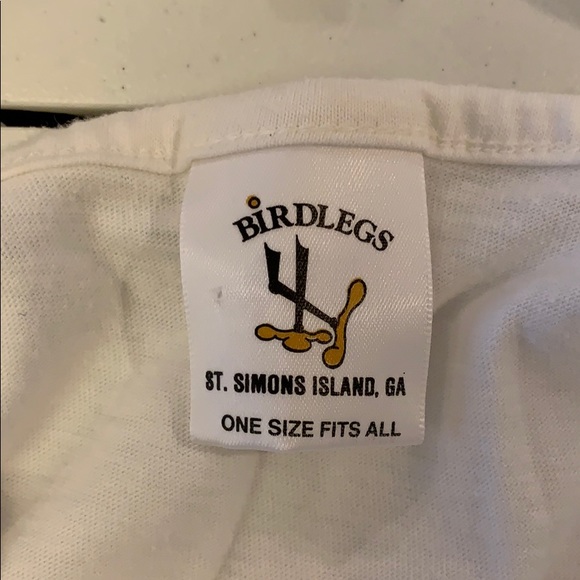 BiRDLEGS
ST. SIMONS ISLAND, GA
ONE SIZE FITS ALL